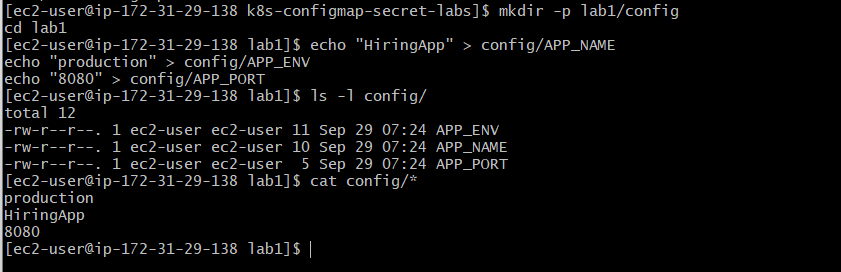 [ec2-user@ip-172-31-29-138 k8s-configmap-secret-labs]$ mkdir -p lab1/config
cd lab1
[ec2-user@ip-172-31-29-138 lab1]$ echo "HiringApp" > config/APP_NAME
echo "production" > config/APP_ENV
echo "8080" > config/APP_PORT
[ec2-user@ip-172-31-29-138 lab1]$ ls -l config/
total 12
-rw-r--r--. 1 ec2-user ec2-user 11 Sep 29 07:24 APP_ENV
-rw-r--r--. 1 ec2-user ec2-user 10 Sep 29 07:24 APP_NAME
-rw-r--r--. 1 ec2-user ec2-user  5 Sep 29 07:24 APP_PORT
[ec2-user@ip-172-31-29-138 lab1]$ cat config/*
production
HiringApp
8080
[ec2-user@ip-172-31-29-138 lab1]$